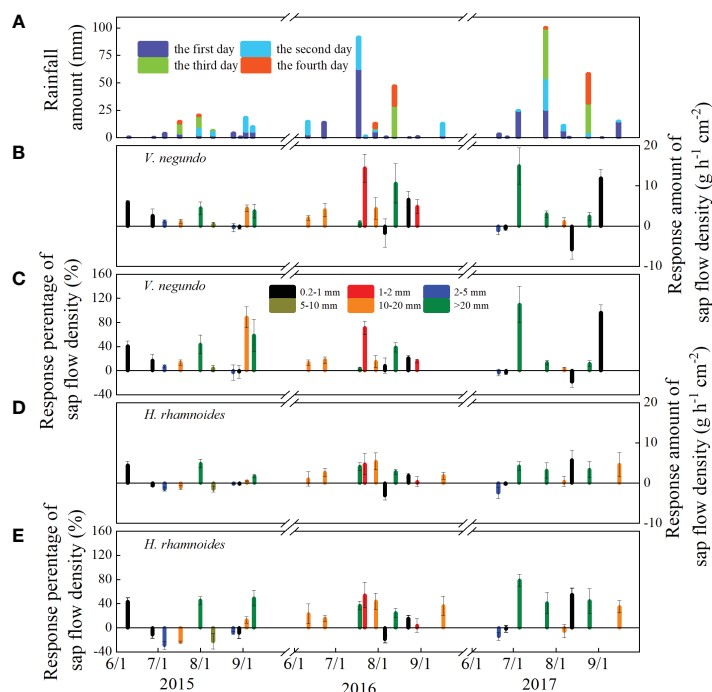 A
Rainfall amount (mm)
100
75
50
25
0
the first day
the second day
the third day
the fourth day
B
V. negundo
20
10
0
-10
Response amount of sap flow density (g h-1 cm-2)
C
V. negundo
Response perentage of sap flow density (%)
160
120
80
40
0
-40
0.2-1 mm
1-2 mm
2-5 mm
5-10 mm
10-20 mm
>20 mm
D
H. rhamnoides
20
10
0
-10
Response amount of sap flow density (g h-1 cm-2)
E
H. rhamnoides
Response perentage of sap flow density (%)
160
120
80
40
0
-40
6/1 7/1 8/1 9/1 6/1 8/1 9/1 6/1 7/1 9/1
2015 2016 2017